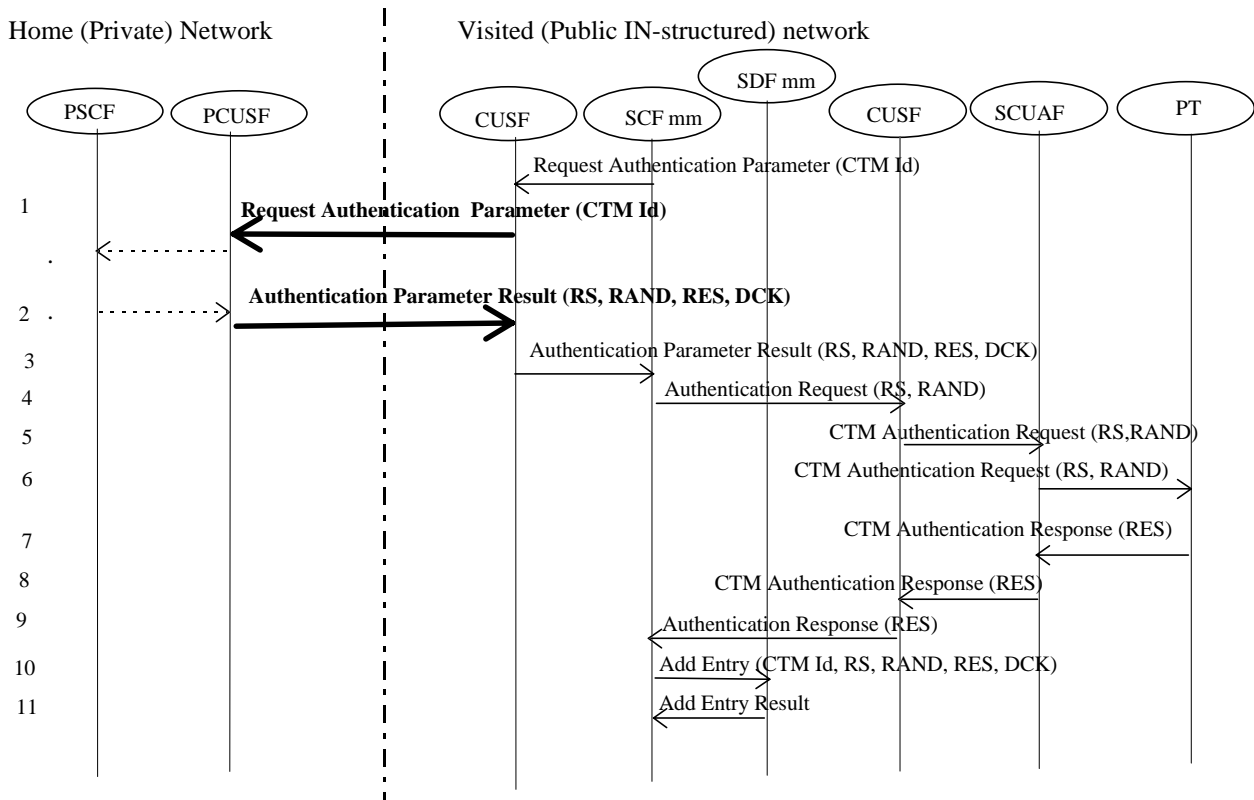 Home (Private) Network
Visited (Public IN-structured) network
SDF mm
PSCF
PCUSF
CUSF
SCF mm
CUSF
SCUAF
PT
Request Authentication Parameter (CTM Id)
1
Request Authentication Parameter (CTM Id)
.
Authentication Parameter Result (RS, RAND, RES, DCK)
2 .
Authentication Parameter Result (RS, RAND, RES, DCK)
3
Authentication Request (RS, RAND)
4
CTM Authentication Request (RS,RAND)
5
CTM Authentication Request (RS, RAND)
6
CTM Authentication Response (RES)
7
CTM Authentication Response (RES)
8
Authentication Response (RES)
9
Add Entry (CTM Id, RS, RAND, RES, DCK)
10
Add Entry Result
11